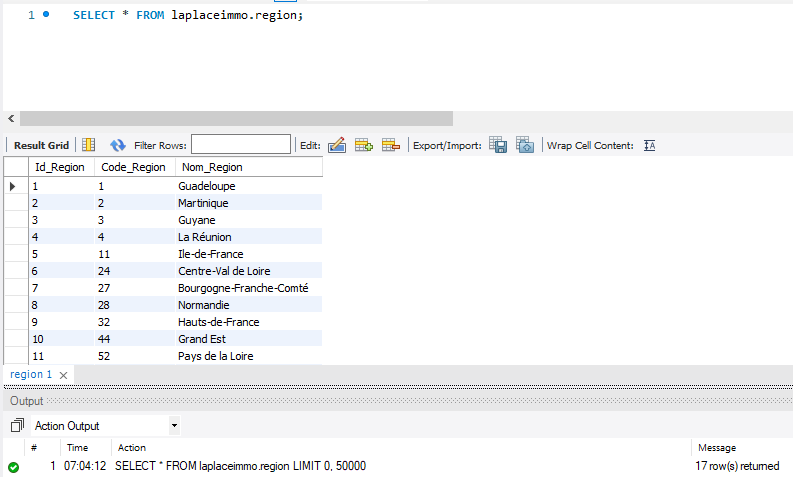 1 SELECT * FROM laplaceimmo.region;
Result Grid Filter Rows: Edit: Export/Import: Wrap Cell Content:
Id_Region Code_Region Nom_Region
1 1 Guadeloupe
2 2 Martinique
3 3 Guyane
4 4 La Réunion
5 11 Ile-de-France
6 24 Centre-Val de Loire
7 27 Bourgogne-Franche-Comté
8 28 Normandie
9 32 Hauts-de-France
10 44 Grand Est
11 52 Pays de la Loire
region 1
Output
Action Output
# Time Action Message
1 07:04:12 SELECT * FROM laplaceimmo.region LIMIT 0, 50000 17 row(s) returned